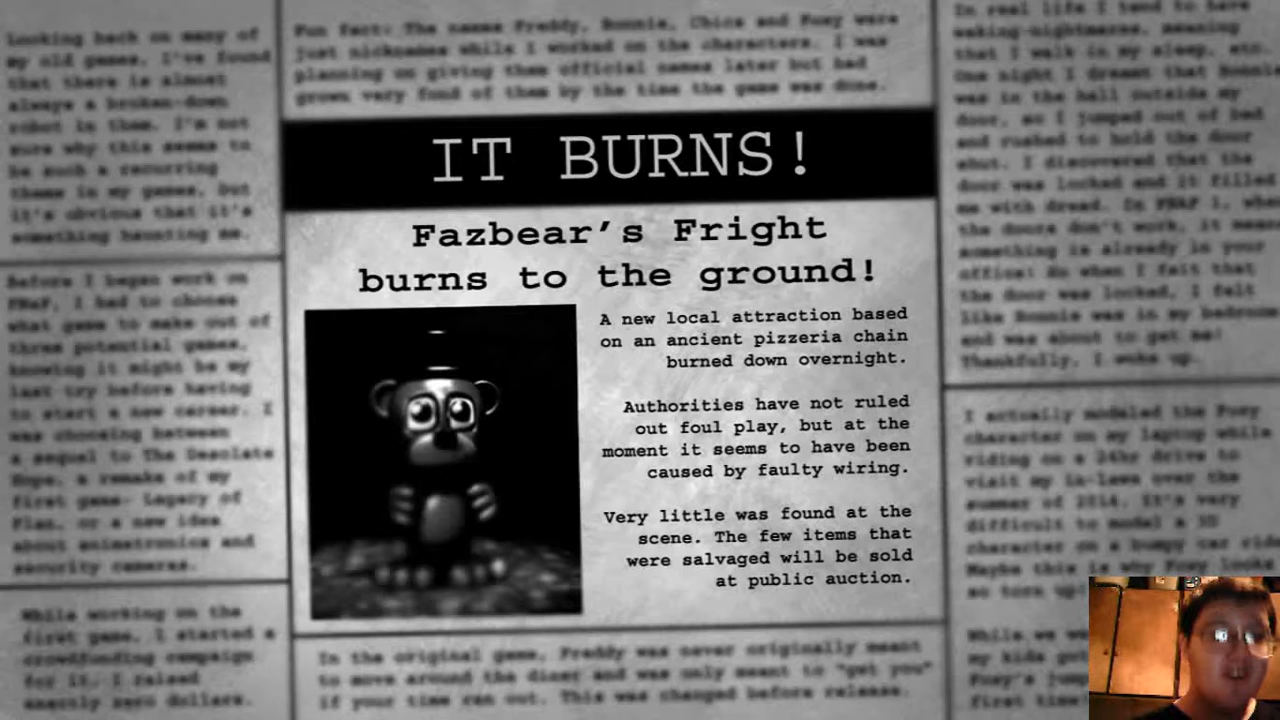 Looking back on many of
my old games, I've found
that there is almost
always a broken-down
robot in them. I'm not
sure why this seems to
be such a recurring
theme in my games, but
it's obvious that it's
something haunting me.
Before I began work on
FNaF, I had to choose
what game to make out of
three potential games,
knowing it might be my
last try before having
to start a new career. I
was choosing between
a sequel to The Desolate
Hope, a remake of my
first game- Legacy of
Flan, or a new idea
about animatronics and
security cameras.
While working on the
first game, I started a
crowdfunding campaign
for it. I raised
exactly zero dollars.
Fun fact: The names Freddy, Bonnie, Chica and Foxy were
just nicknames while I worked on the characters. I was
planning on giving them official names later but had
grown very fond of them by the time the game was done.
IT BURNS!
Fazbear's Fright
burns to the ground!
A new local attraction based
on an ancient pizzeria chain
burned down overnight.
Authorities have not ruled
out foul play, but at the
moment it seems to have been
caused by faulty wiring.
Very little was found at the
scene. The few items that
were salvaged will be sold
at public auction.
In the original game, Freddy was never originally meant
to move around the diner and was only meant to "get you"
if your time ran out. This was changed before release.
In real life I tend to have
waking-nightmares, meaning
that I walk in my sleep, etc.
One night I dreamt that Bonnie
was in the hall outside my
door, so I jumped out of bed
and rushed to hold the door
shut. I discovered that the
door was locked and it filled
me with dread. In FNAF 1, when
the doors don't work, it means
something is already in your
office! So when I felt that
the door was locked, I felt
like Bonnie was in my bedroom
and was about to get me!
Thankfully, I woke up.
I actually modeled the Foxy
character on my laptop while
riding on a 24hr drive to
visit my in-laws over the
summer of 2014. It's very
difficult to model a 3D
character on a bumpy car ride
Maybe this is why Foxy looks
so torn up!
While we
my kids
Foxy's
first time